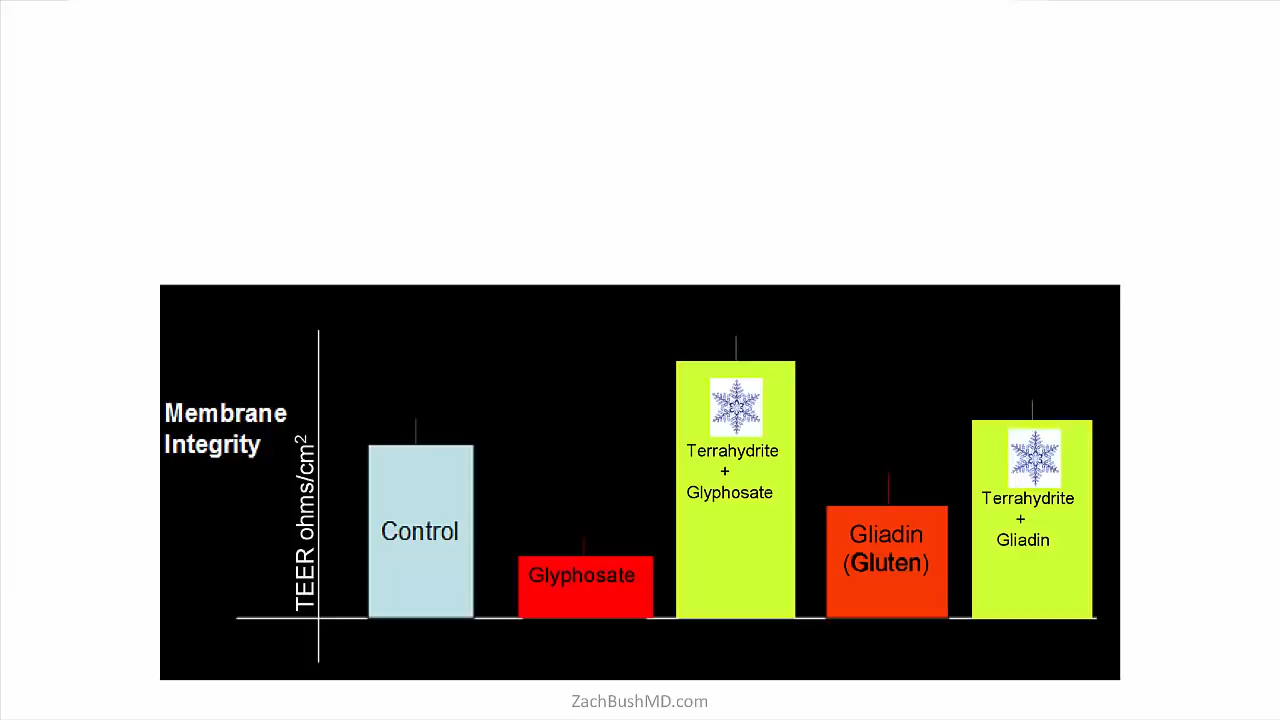 Membrane
Integrity
TEER ohms/cm²
Control
Glyphosate
Terrahydrite
+
Glyphosate
Gliadin
(Gluten)
Terrahydrite
+
Gliadin
ZachBushMD.com